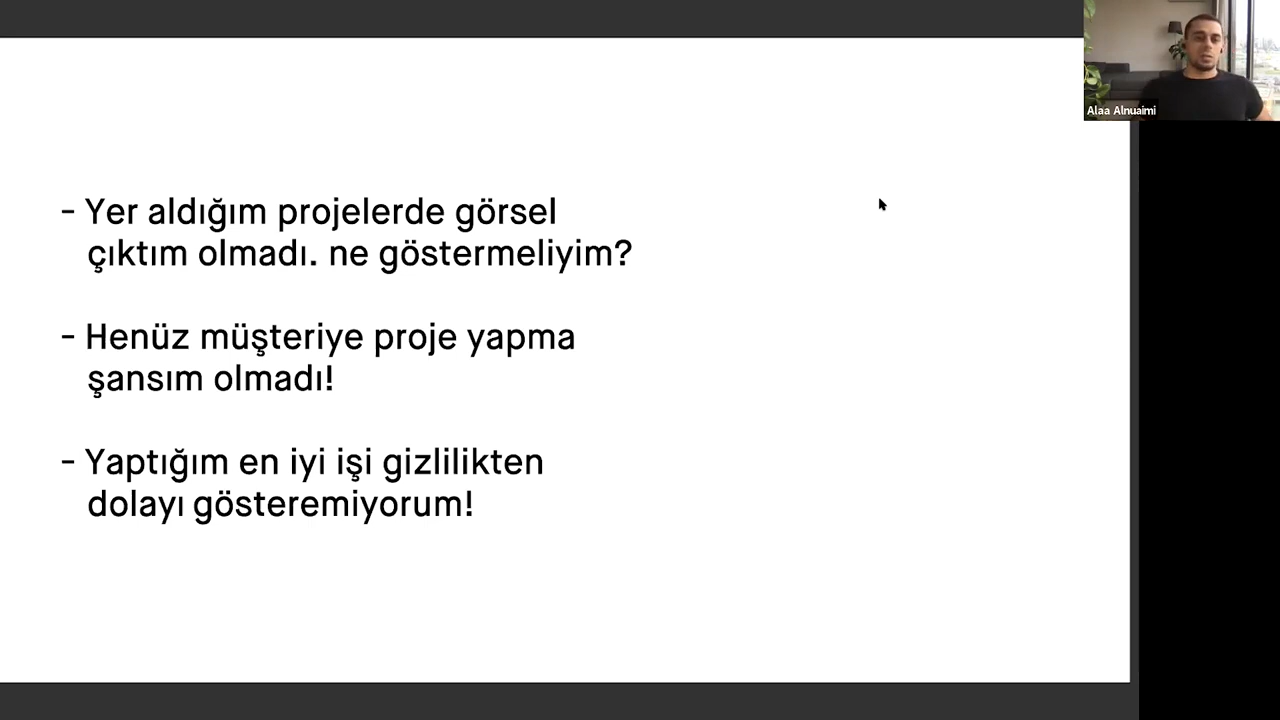 Alaa Alnuaimi
- Yer aldığım projelerde görsel
çıktım olmadı. ne göstermeliyim?
- Henüz müşteriye proje yapma
şansım olmadı!
- Yaptığım en iyi işi gizlilikten
dolayı gösteremiyorum!